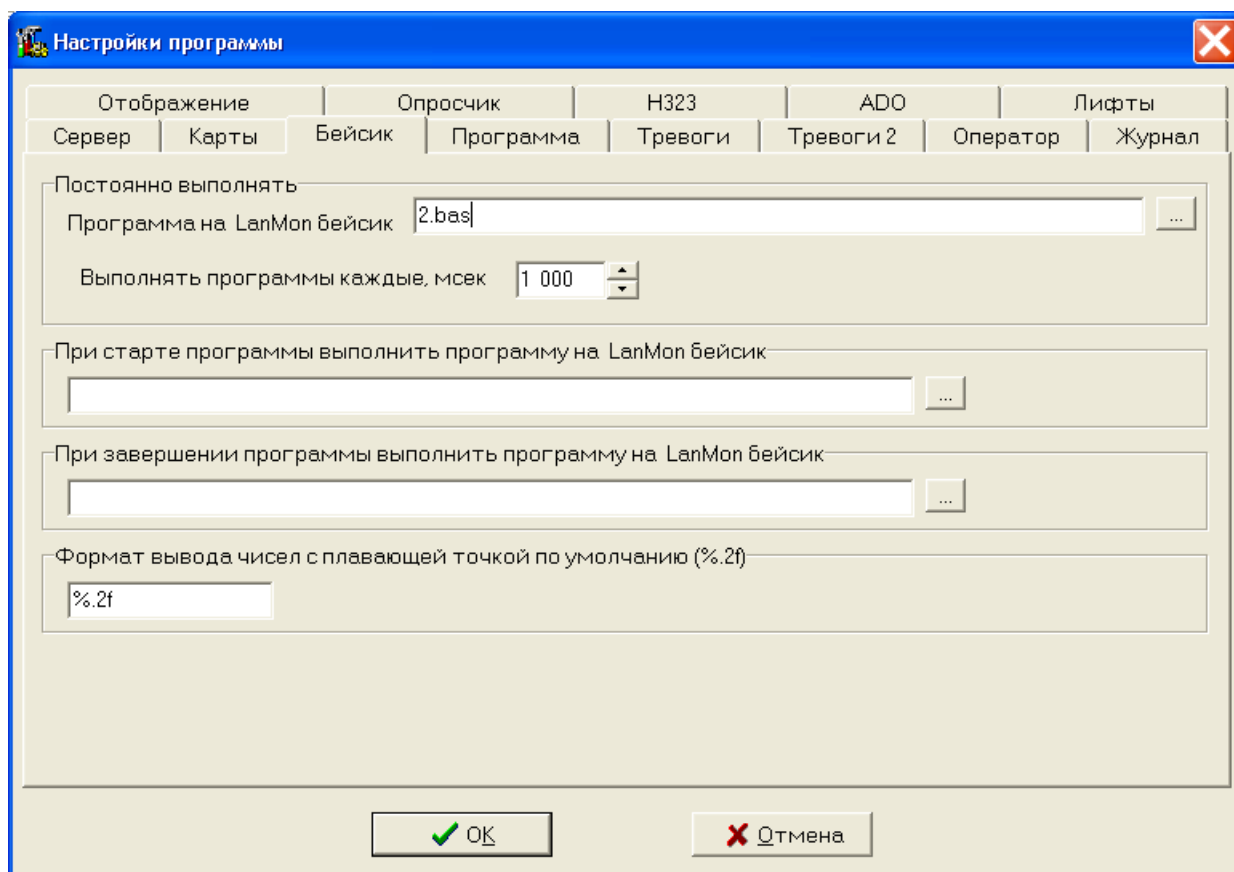 Настройки программы
Отображение Опросчик H323 ADO Лифты
Сервер Карты Бейсик Программа Тревоги Тревоги 2 Оператор Журнал
Постоянно выполнять
Программа на LanMon бейсик 2.bas ...
Выполнять программы каждые, мсек 1 000
При старте программы выполнить программу на LanMon бейсик
...
При завершении программы выполнить программу на LanMon бейсик
...
Формат вывода чисел с плавающей точкой по умолчанию (%.2f)
%.2f
OK Отмена